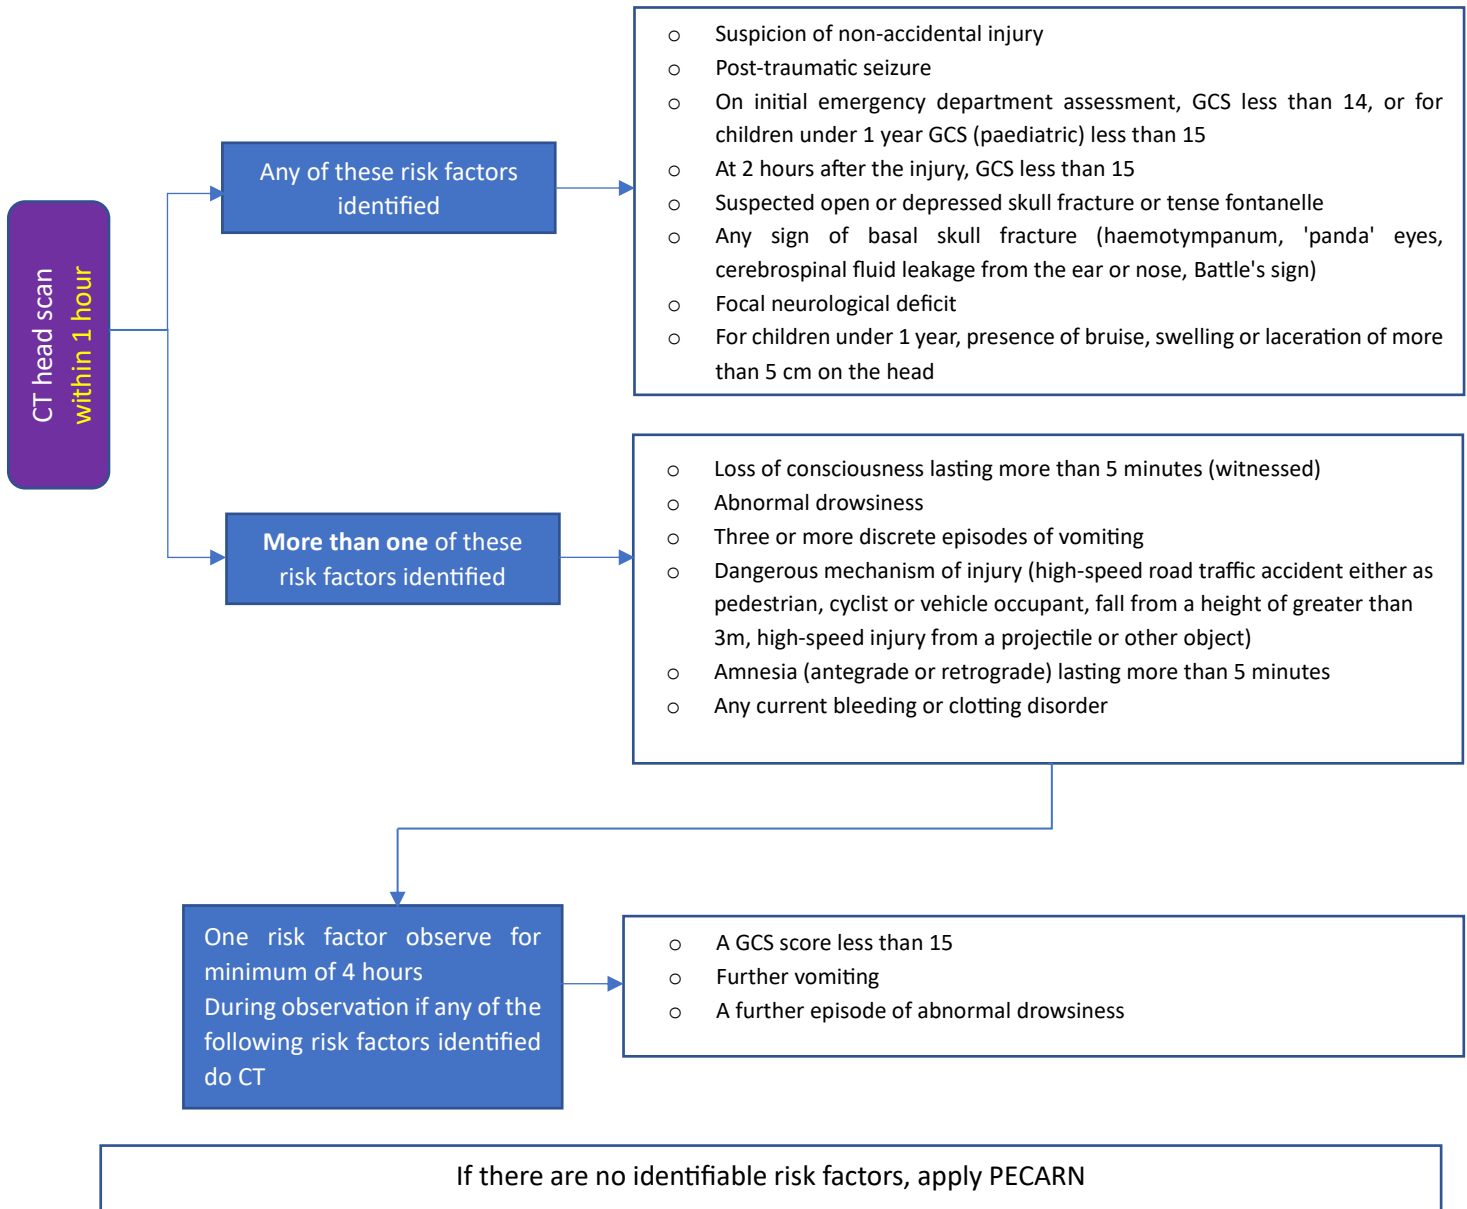 CT head scan
within 1 hour
Any of these risk factors
identified
o Suspicion of non-accidental injury
o Post-traumatic seizure
o On initial emergency department assessment, GCS less than 14, or for
children under 1 year GCS (paediatric) less than 15
o At 2 hours after the injury, GCS less than 15
o Suspected open or depressed skull fracture or tense fontanelle
o Any sign of basal skull fracture (haemotympanum, 'panda' eyes,
cerebrospinal fluid leakage from the ear or nose, Battle's sign)
o Focal neurological deficit
o For children under 1 year, presence of bruise, swelling or laceration of more
than 5 cm on the head
More than one of these
risk factors identified
o Loss of consciousness lasting more than 5 minutes (witnessed)
o Abnormal drowsiness
o Three or more discrete episodes of vomiting
o Dangerous mechanism of injury (high-speed road traffic accident either as
pedestrian, cyclist or vehicle occupant, fall from a height of greater than
3m, high-speed injury from a projectile or other object)
o Amnesia (antegrade or retrograde) lasting more than 5 minutes
o Any current bleeding or clotting disorder
One risk factor observe for
minimum of 4 hours
During observation if any of the
following risk factors identified
do CT
o A GCS score less than 15
o Further vomiting
o A further episode of abnormal drowsiness
If there are no identifiable risk factors, apply PECARN